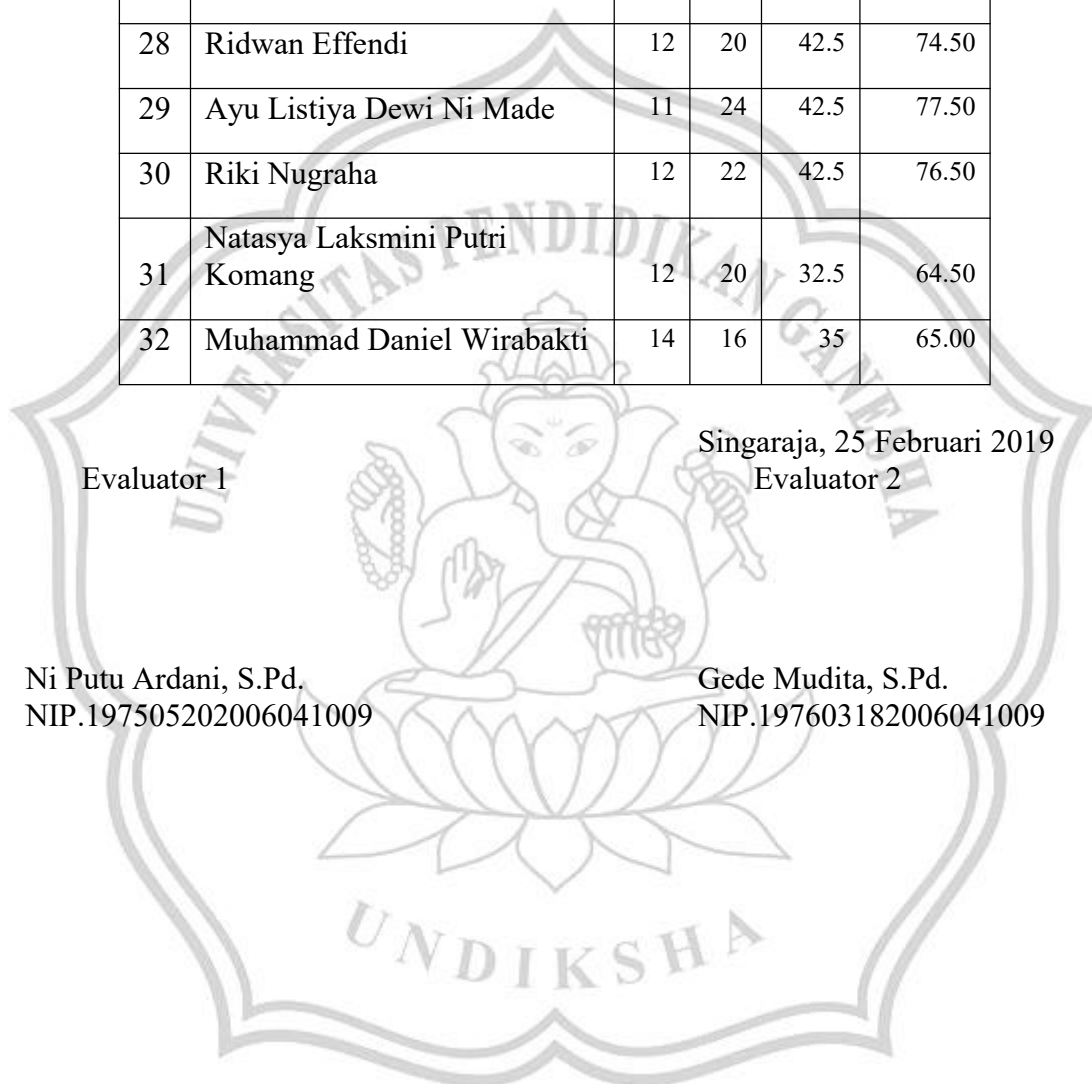 28 Ridwan Effendi 12 20 42.5 74.50
29 Ayu Listiya Dewi Ni Made 11 24 42.5 77.50
30 Riki Nugraha 12 22 42.5 76.50
Natasya Laksmini Putri
31 Komang 12 20 32.5 64.50
32 Muhammad Daniel Wirabakti 14 16 35 65.00
Singaraja, 25 Februari 2019
Evaluator 1 Evaluator 2
Ni Putu Ardani, S.Pd. Gede Mudita, S.Pd.
NIP.197505202006041009 NIP.197603182006041009
UNIVERSITAS PENDIDIKAN GANESHA
UNDIKSHA